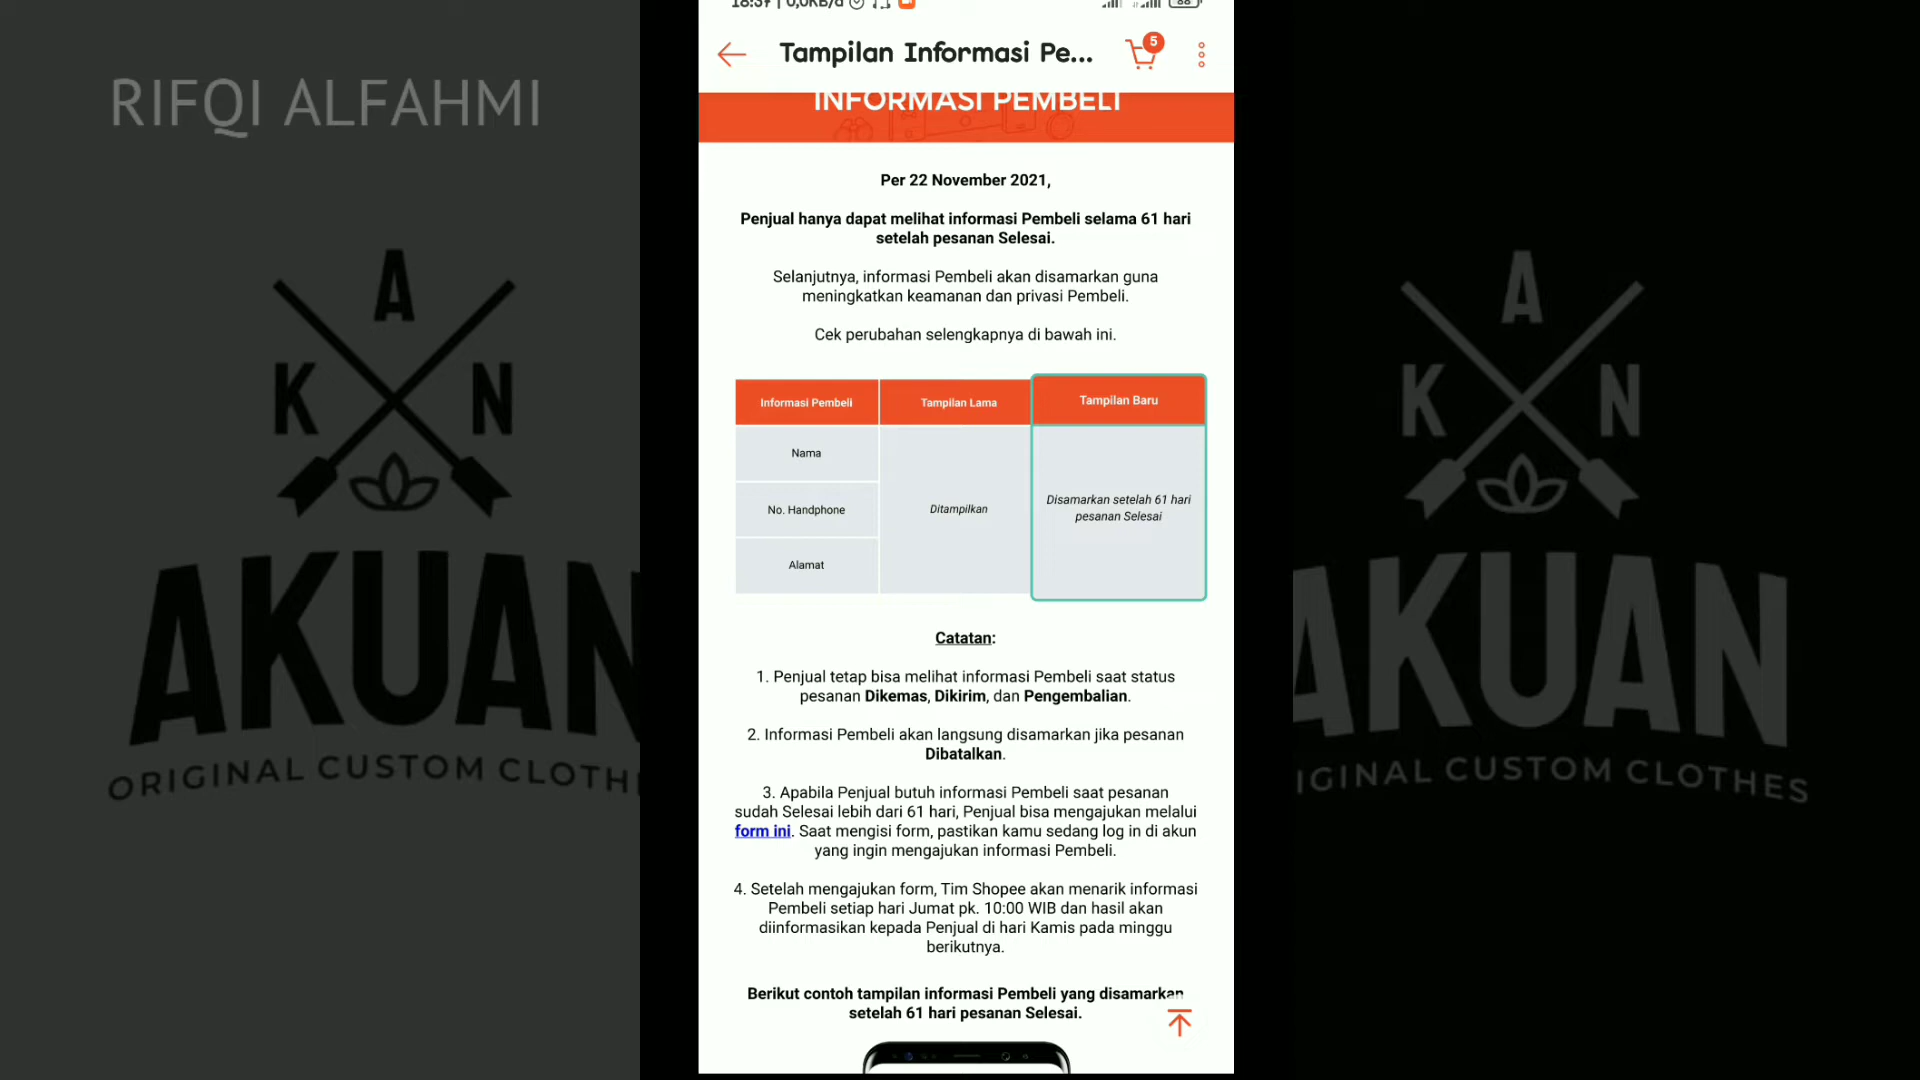 18:37 | 0,0KB/d
88
Tampilan Informasi Pe...
5
RIFQI ALFAHMI
INFORMASI PEMBELI
Per 22 November 2021,
Penjual hanya dapat melihat informasi Pembeli selama 61 hari
setelah pesanan Selesai.
Selanjutnya, informasi Pembeli akan disamarkan guna
meningkatkan keamanan dan privasi Pembeli.
Cek perubahan selengkapnya di bawah ini.
Informasi Pembeli
Tampilan Lama
Tampilan Baru
Nama
No. Handphone
Alamat
Ditampilkan
Disamarkan setelah 61 hari
pesanan Selesai
Catatan:
1. Penjual tetap bisa melihat informasi Pembeli saat status
pesanan Dikemas, Dikirim, dan Pengembalian.
2. Informasi Pembeli akan langsung disamarkan jika pesanan
Dibatalkan.
3. Apabila Penjual butuh informasi Pembeli saat pesanan
sudah Selesai lebih dari 61 hari, Penjual bisa mengajukan melalui
form ini. Saat mengisi form, pastikan kamu sedang log in di akun
yang ingin mengajukan informasi Pembeli.
4. Setelah mengajukan form, Tim Shopee akan menarik informasi
Pembeli setiap hari Jumat pk. 10:00 WIB dan hasil akan
diinformasikan kepada Penjual di hari Kamis pada minggu
berikutnya.
Berikut contoh tampilan informasi Pembeli yang disamarkan
setelah 61 hari pesanan Selesai.
A
K N
AKUAN
ORIGINAL CUSTOM CLOTH
A
K N
AKUAN
IGINAL CUSTOM CLOTHES